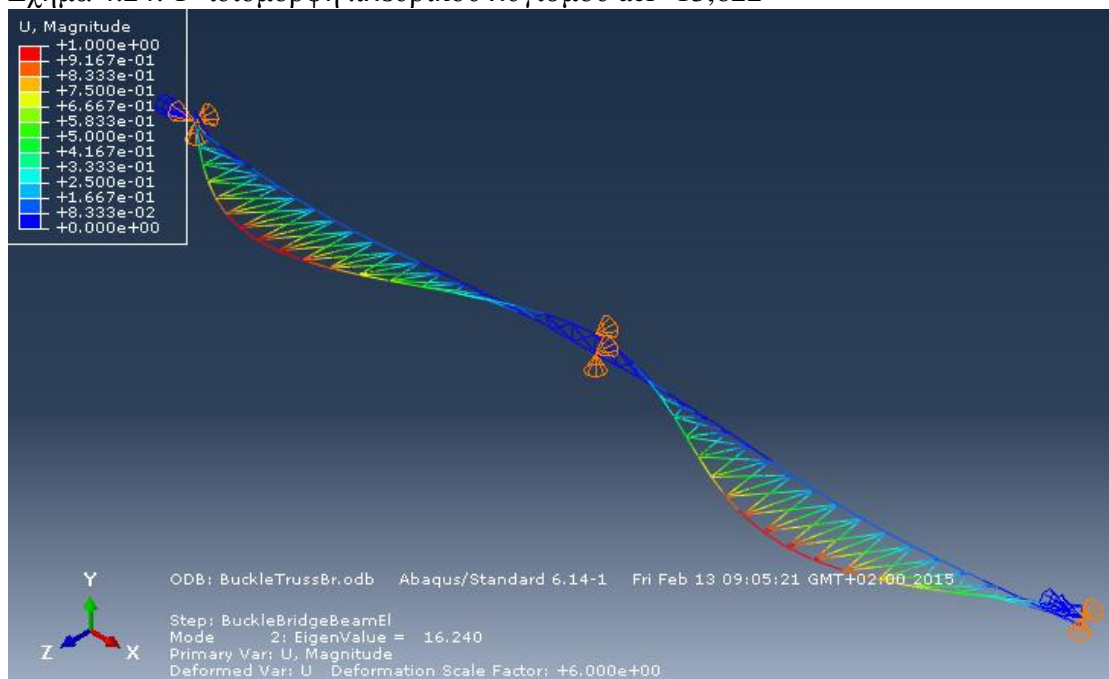 U, Magnitude
+1.000e+00
+9.167e-01
+8.333e-01
+7.500e-01
+6.667e-01
+5.833e-01
+5.000e-01
+4.167e-01
+3.333e-01
+2.500e-01
+1.667e-01
+8.333e-02
+0.000e+00
Y
Z
X
ODB: BuckleTrussBr.odb Abaqus/Standard 6.14-1 Fri Feb 13 09:05:21 GMT+02:00 2015
Step: BuckleBridgeBeamEl
Mode 2: EigenValue = 16.240
Primary Var: U, Magnitude
Deformed Var: U Deformation Scale Factor: +6.000e+00